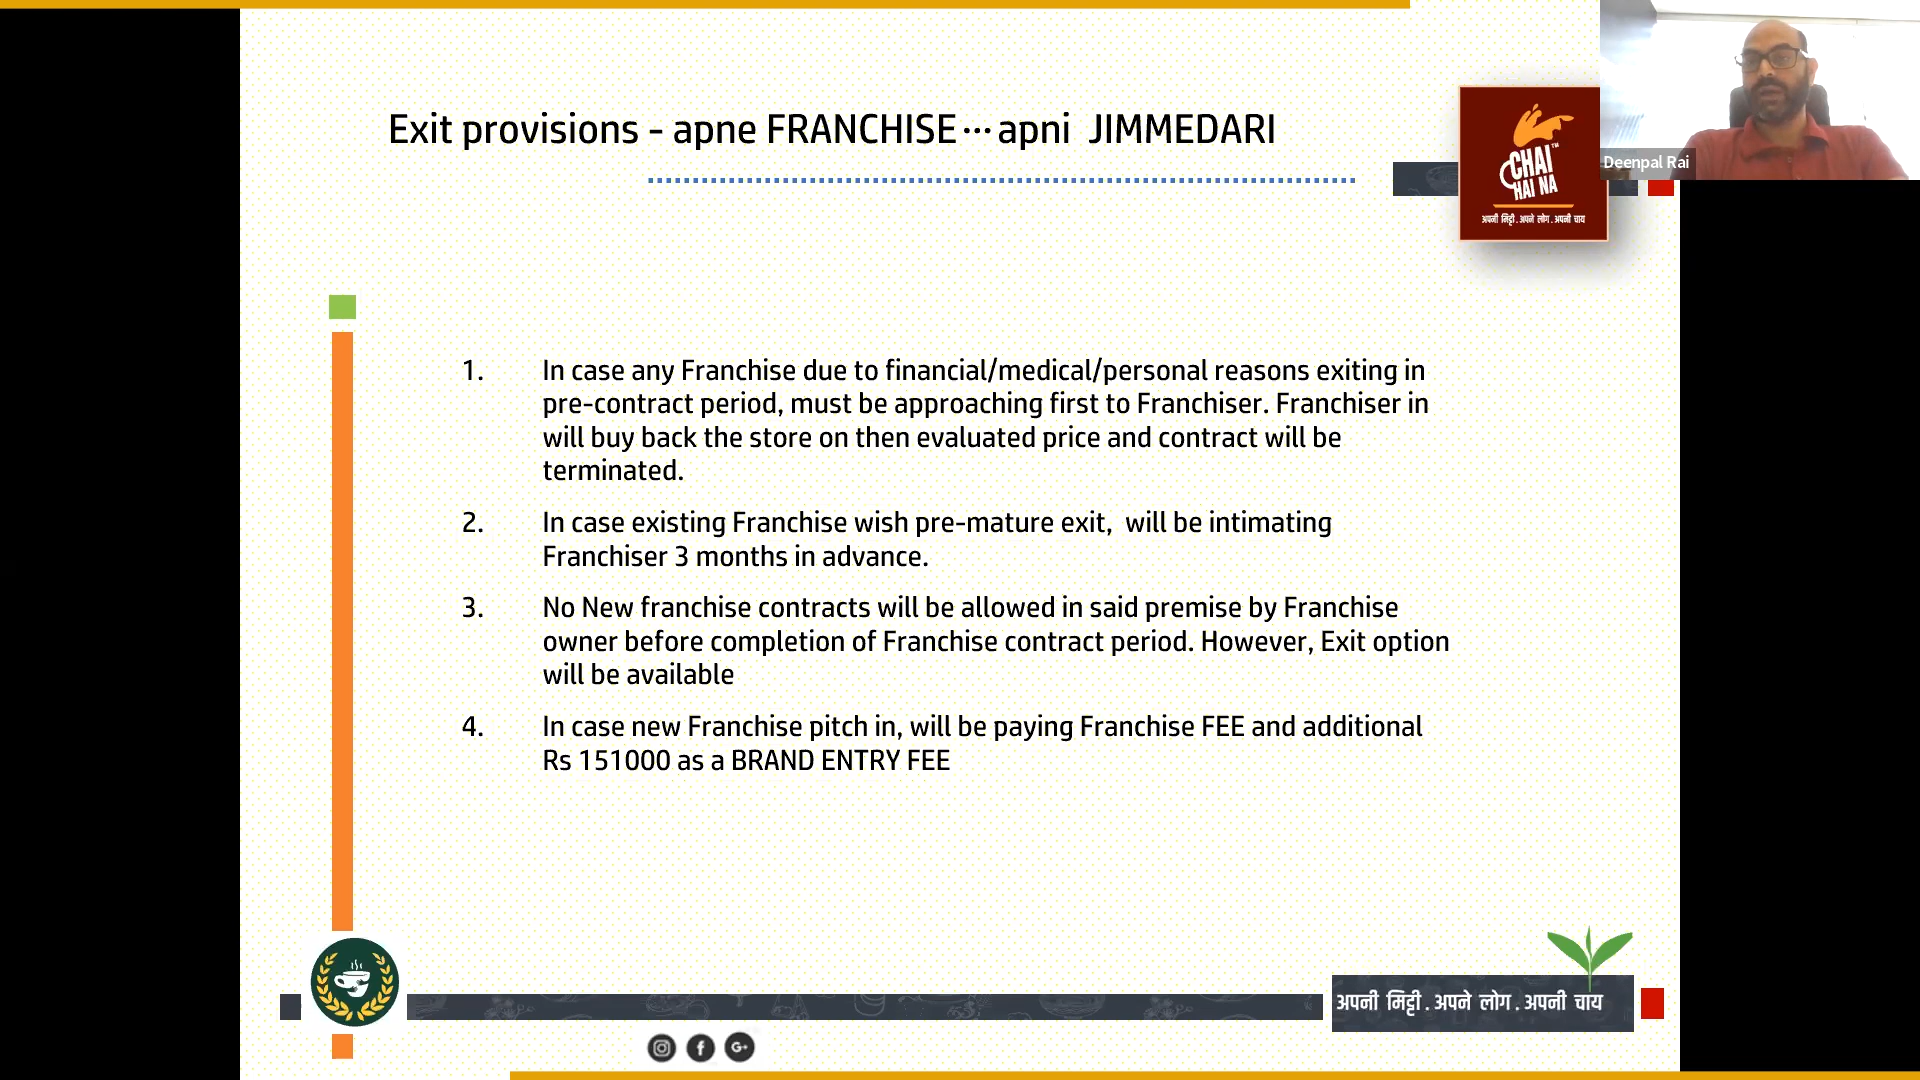 Exit provisions - apne FRANCHISE... apni JIMMEDARI
CHAI
HAI NA
TM
अपनी मिट्टी . अपने लोग . अपनी चाय
Deenpal Rai
1. In case any Franchise due to financial/medical/personal reasons exiting in
pre-contract period, must be approaching first to Franchiser. Franchiser in
will buy back the store on then evaluated price and contract will be
terminated.
2. In case existing Franchise wish pre-mature exit, will be intimating
Franchiser 3 months in advance.
3. No New franchise contracts will be allowed in said premise by Franchise
owner before completion of Franchise contract period. However, Exit option
will be available
4. In case new Franchise pitch in, will be paying Franchise FEE and additional
Rs 151000 as a BRAND ENTRY FEE
अपनी मिट्टी . अपने लोग . अपनी चाय
f
G+